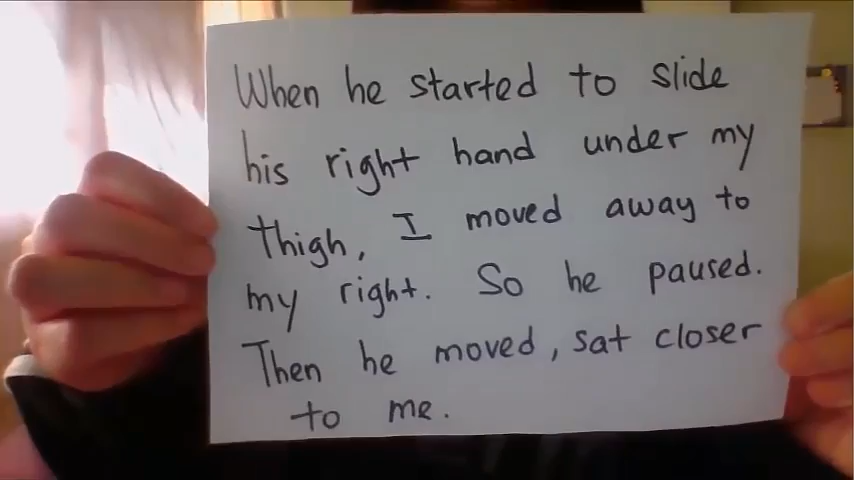 When he started to slide
his right hand under my
thigh, I moved away to
my right. So he paused.
Then he moved, sat closer
to me.